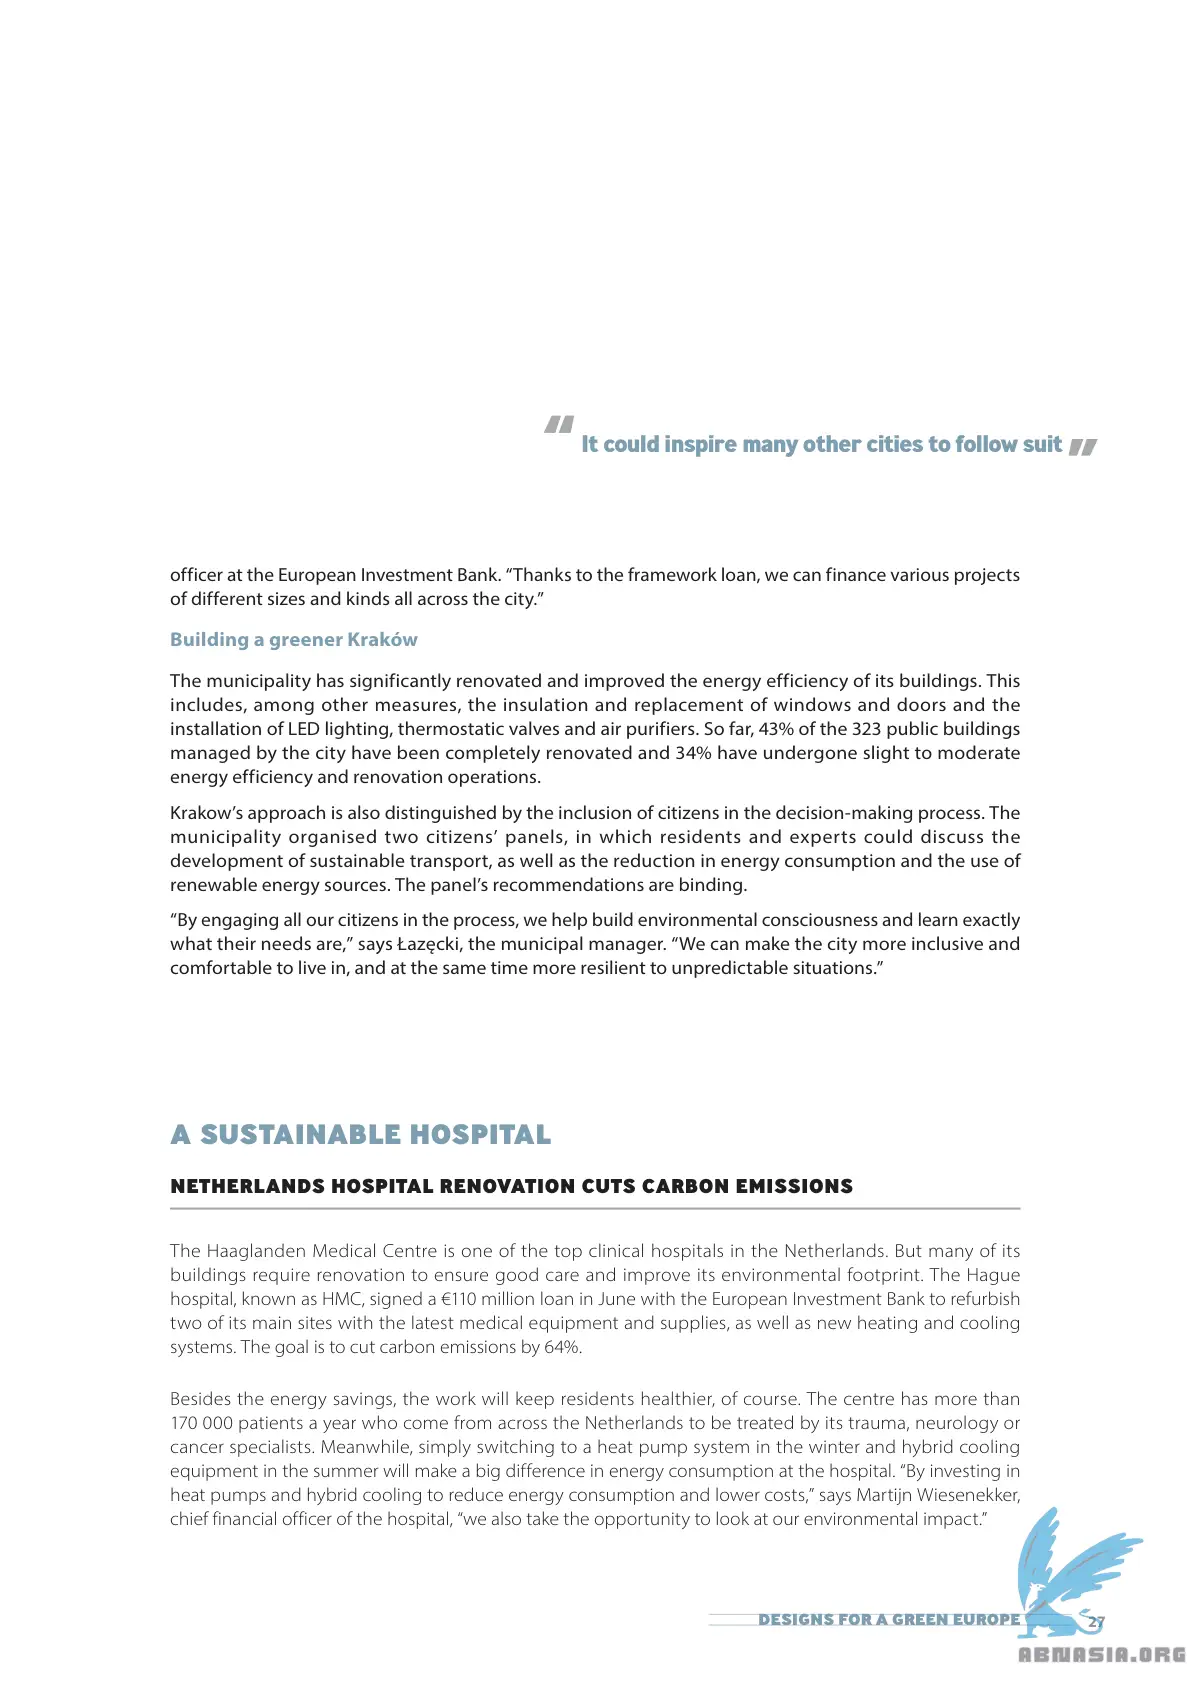 “ It could inspire many other cities to follow suit ”
officer at the European Investment Bank. “Thanks to the framework loan, we can finance various projects
of different sizes and kinds all across the city.”
Building a greener Kraków
The municipality has significantly renovated and improved the energy efficiency of its buildings. This
includes, among other measures, the insulation and replacement of windows and doors and the
installation of LED lighting, thermostatic valves and air purifiers. So far, 43% of the 323 public buildings
managed by the city have been completely renovated and 34% have undergone slight to moderate
energy efficiency and renovation operations.
Krakow’s approach is also distinguished by the inclusion of citizens in the decision-making process. The
municipality organised two citizens’ panels, in which residents and experts could discuss the
development of sustainable transport, as well as the reduction in energy consumption and the use of
renewable energy sources. The panel’s recommendations are binding.
“By engaging all our citizens in the process, we help build environmental consciousness and learn exactly
what their needs are,” says Łazęcki, the municipal manager. “We can make the city more inclusive and
comfortable to live in, and at the same time more resilient to unpredictable situations.”
A SUSTAINABLE HOSPITAL
NETHERLANDS HOSPITAL RENOVATION CUTS CARBON EMISSIONS
The Haaglanden Medical Centre is one of the top clinical hospitals in the Netherlands. But many of its
buildings require renovation to ensure good care and improve its environmental footprint. The Hague
hospital, known as HMC, signed a €110 million loan in June with the European Investment Bank to refurbish
two of its main sites with the latest medical equipment and supplies, as well as new heating and cooling
systems. The goal is to cut carbon emissions by 64%.
Besides the energy savings, the work will keep residents healthier, of course. The centre has more than
170 000 patients a year who come from across the Netherlands to be treated by its trauma, neurology or
cancer specialists. Meanwhile, simply switching to a heat pump system in the winter and hybrid cooling
equipment in the summer will make a big difference in energy consumption at the hospital. “By investing in
heat pumps and hybrid cooling to reduce energy consumption and lower costs,” says Martijn Wiesenekker,
chief financial officer of the hospital, “we also take the opportunity to look at our environmental impact.”
DESIGNS FOR A GREEN EUROPE 27
ABNASIA.ORG